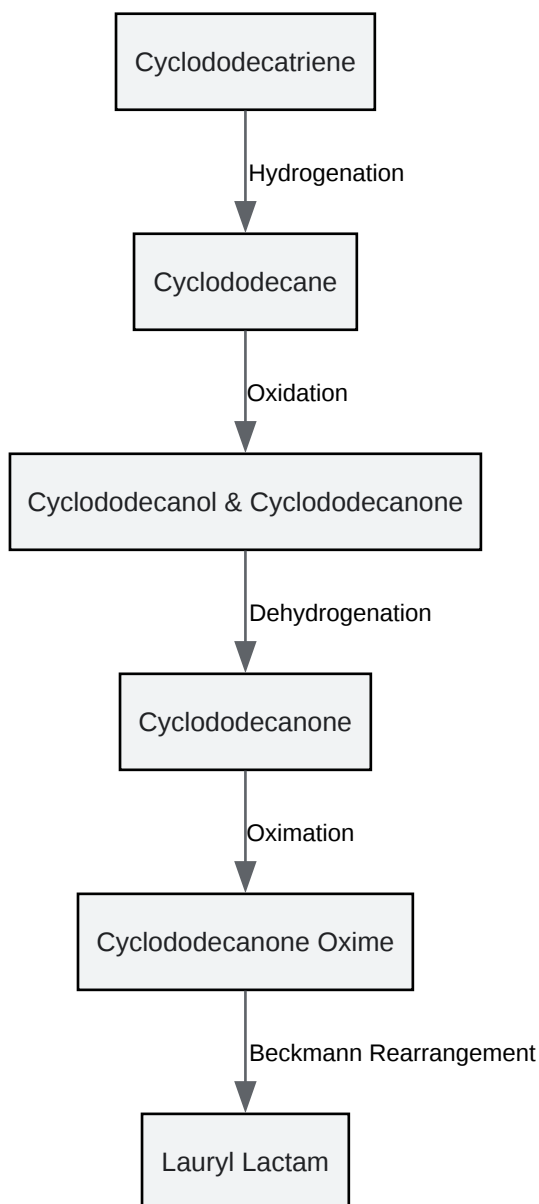 Cyclododecatriene
Hydrogenation
Cyclododecane
Oxidation
Cyclododecanol & Cyclododecanone
Dehydrogenation
Cyclododecanone
Oximation
Cyclododecanone Oxime
Beckmann Rearrangement
Lauryl Lactam